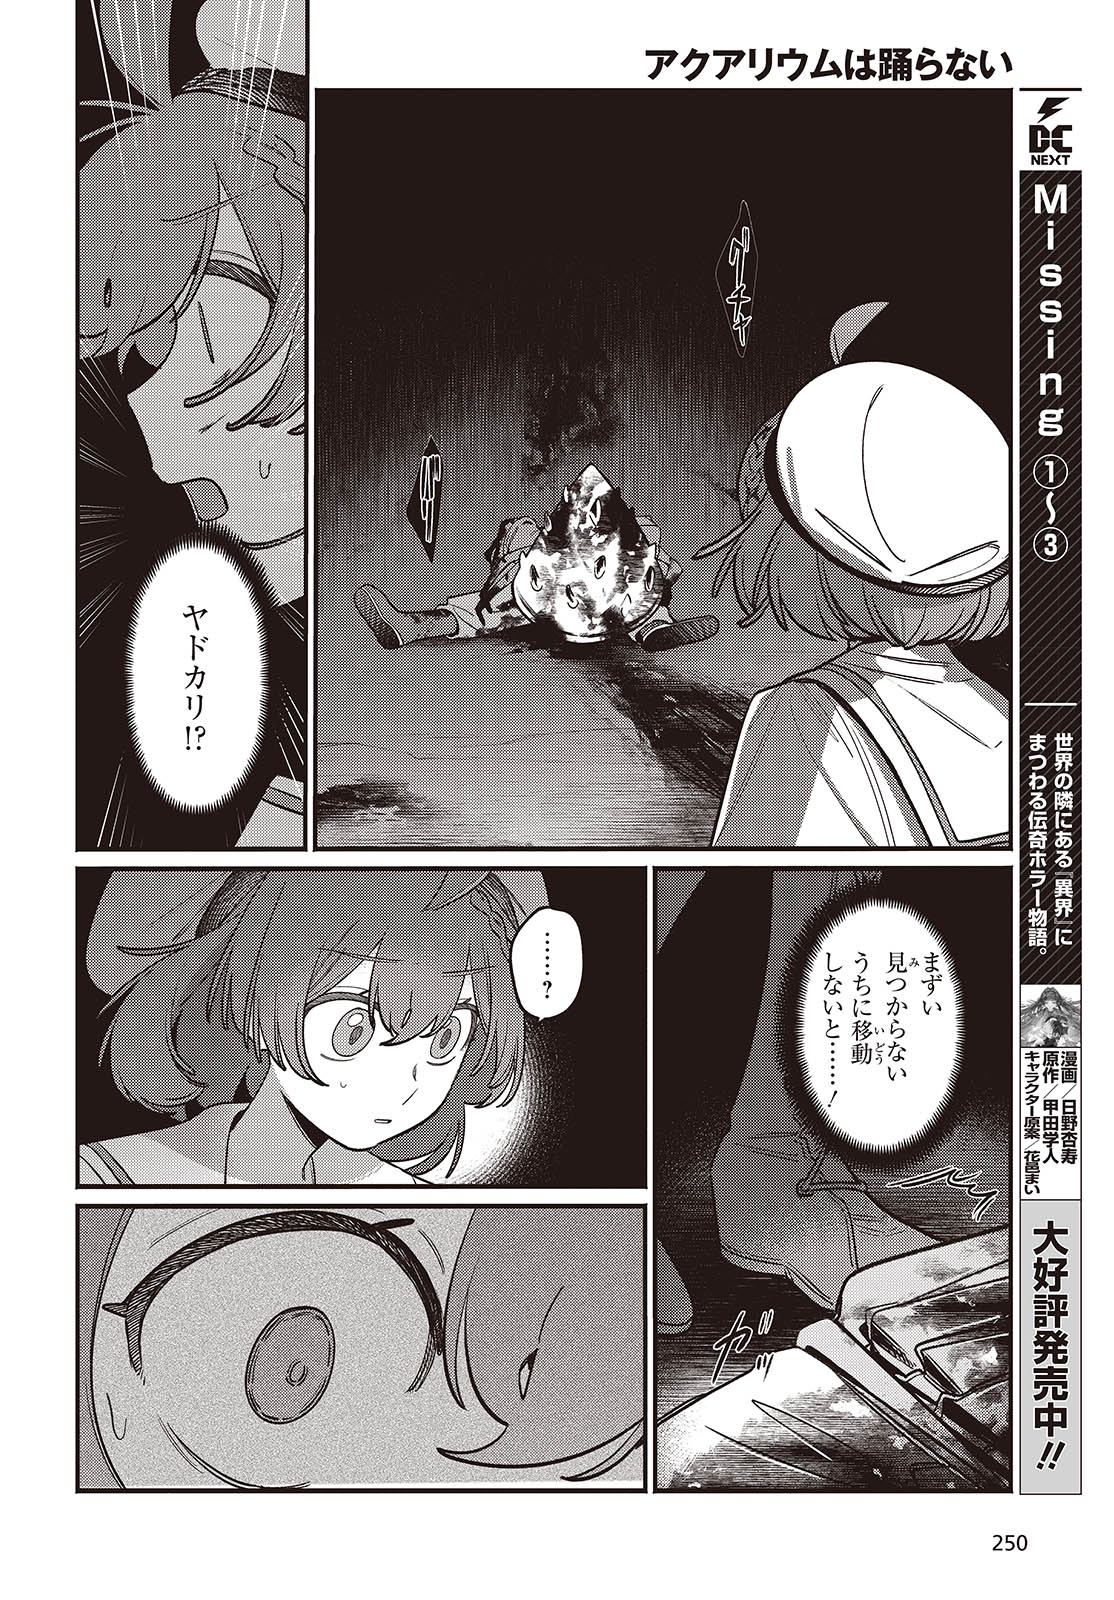 アクアリウムは踊らない
DC
NEXT
Missing ①〜③
世界の隣にある『異界』に
まつわる伝奇ホラー物語。
漫画／日野杏寿
原作／甲田学人
キャラクター原案／花邑まい
大好評発売中!!
グチャ
ヤドカリ!?
まずい
見つからない
うちに移動
しないと……！
み
いどう
ガ
……？
250